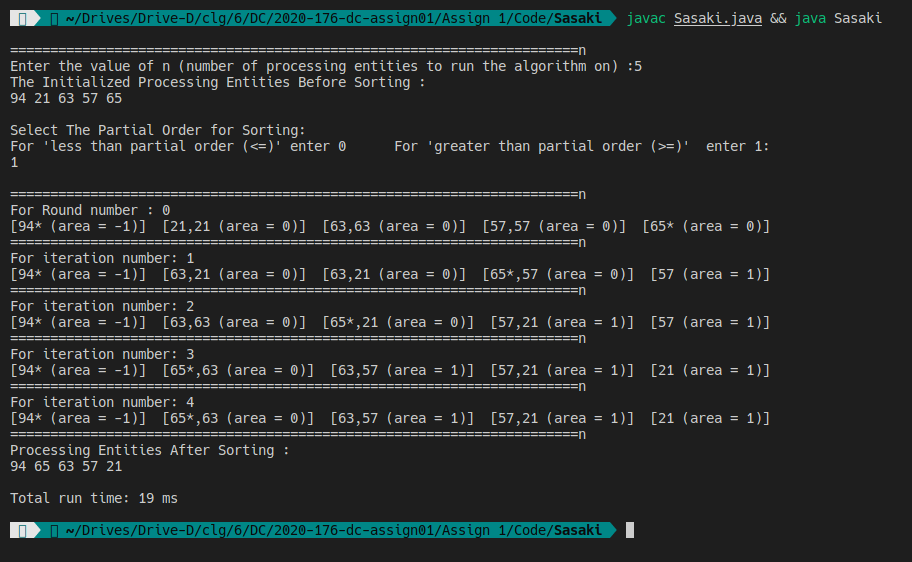 ~/Drives/Drive-D/clg/6/DC/2020-176-dc-assign01/Assign 1/Code/Sasaki javac Sasaki.java && java Sasaki
=======================================================================n
Enter the value of n (number of processing entities to run the algorithm on) :5
The Initialized Processing Entities Before Sorting :
94 21 63 57 65
Select The Partial Order for Sorting:
For 'less than partial order (<=)' enter 0      For 'greater than partial order (>=)'  enter 1:
1
=======================================================================n
For Round number : 0
[94* (area = -1)]  [21,21 (area = 0)]  [63,63 (area = 0)]  [57,57 (area = 0)]  [65* (area = 0)]
=======================================================================n
For iteration number: 1
[94* (area = -1)]  [63,21 (area = 0)]  [63,21 (area = 0)]  [65*,57 (area = 0)]  [57 (area = 1)]
=======================================================================n
For iteration number: 2
[94* (area = -1)]  [63,63 (area = 0)]  [65*,21 (area = 0)]  [57,21 (area = 1)]  [57 (area = 1)]
=======================================================================n
For iteration number: 3
[94* (area = -1)]  [65*,63 (area = 0)]  [63,57 (area = 1)]  [57,21 (area = 1)]  [21 (area = 1)]
=======================================================================n
For iteration number: 4
[94* (area = -1)]  [65*,63 (area = 0)]  [63,57 (area = 1)]  [57,21 (area = 1)]  [21 (area = 1)]
=======================================================================n
Processing Entities After Sorting :
94 65 63 57 21
Total run time: 19 ms
~/Drives/Drive-D/clg/6/DC/2020-176-dc-assign01/Assign 1/Code/Sasaki